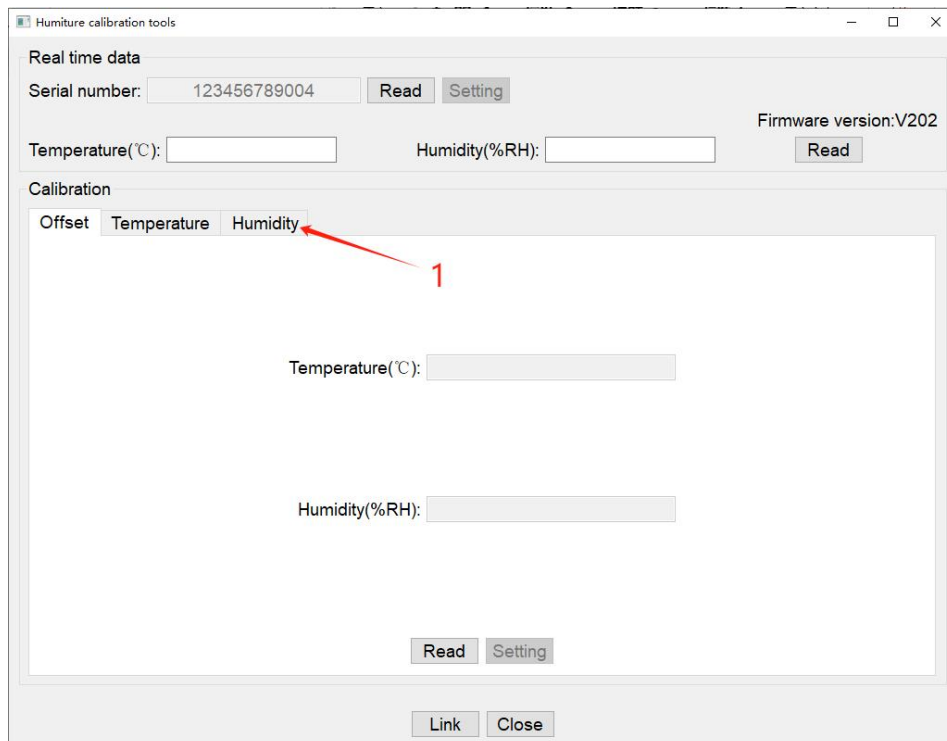 Humiture calibration tools
Real time data
Serial number: 123456789004 Read Setting
Firmware version:V202
Temperature(℃): Humidity(%RH): Read
Calibration
Offset Temperature Humidity
1
Temperature(℃):
Humidity(%RH):
Read Setting
Link Close